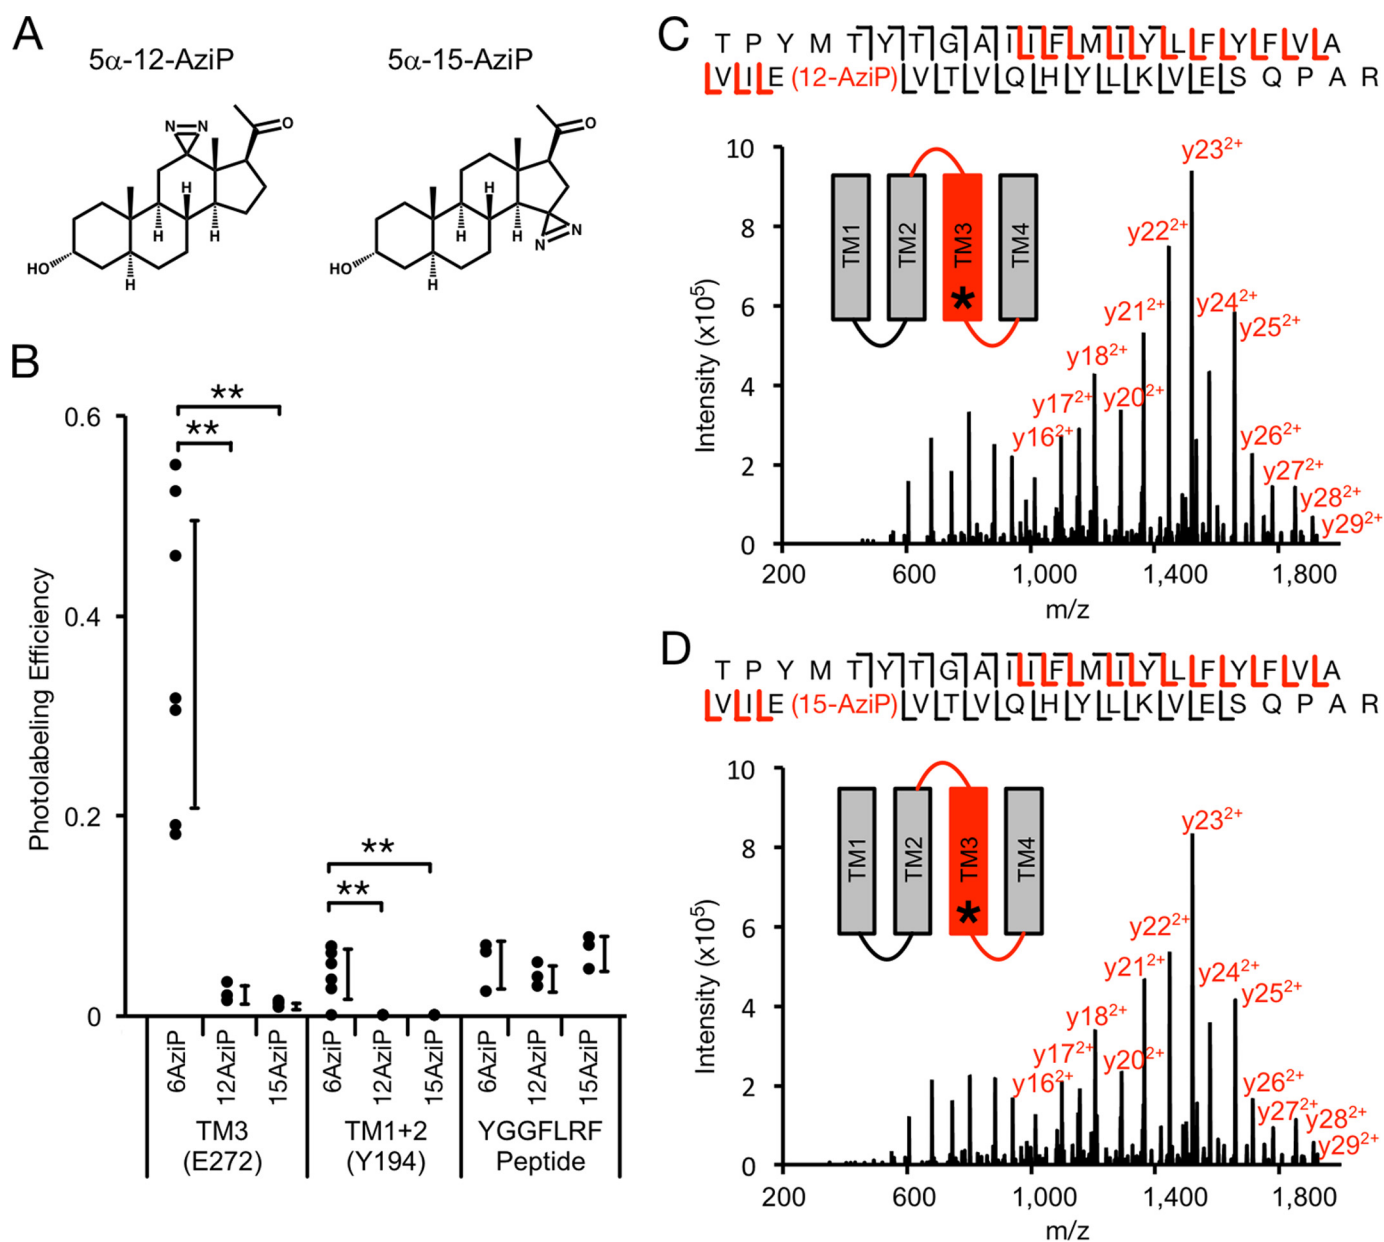 A
5α-12-AziP
5α-15-AziP
N N
O
H
H
H
HO
H
O
H
H
H
N
N
HO
H
B
Photolabeling Efficiency
0.6
0.4
0.2
0
**
**
**
**
6AziP
12AziP
15AziP
6AziP
12AziP
15AziP
6AziP
12AziP
15AziP
TM3
(E272)
TM1+2
(Y194)
YGGFLRF
Peptide
C
T P Y M T Y T G A I I F M I Y L F Y F V A
V I E (12-AziP) V T V Q H Y L K V E S Q P A R
Intensity (x10⁵)
10
8
6
4
2
0
TM1
TM2
TM3
TM4
*
y16²⁺
y17²⁺
y18²⁺
y20²⁺
y21²⁺
y22²⁺
y23²⁺
y24²⁺
y25²⁺
y26²⁺
y27²⁺
y28²⁺
y29²⁺
200 600 1,000 1,400 1,800
m/z
D
T P Y M T Y T G A I I F M I Y L F Y F V A
V I E (15-AziP) V T V Q H Y L K V E S Q P A R
Intensity (x10⁵)
10
8
6
4
2
0
TM1
TM2
TM3
TM4
*
y16²⁺
y17²⁺
y18²⁺
y20²⁺
y21²⁺
y22²⁺
y23²⁺
y24²⁺
y25²⁺
y26²⁺
y27²⁺
y28²⁺
y29²⁺
200 600 1,000 1,400 1,800
m/z